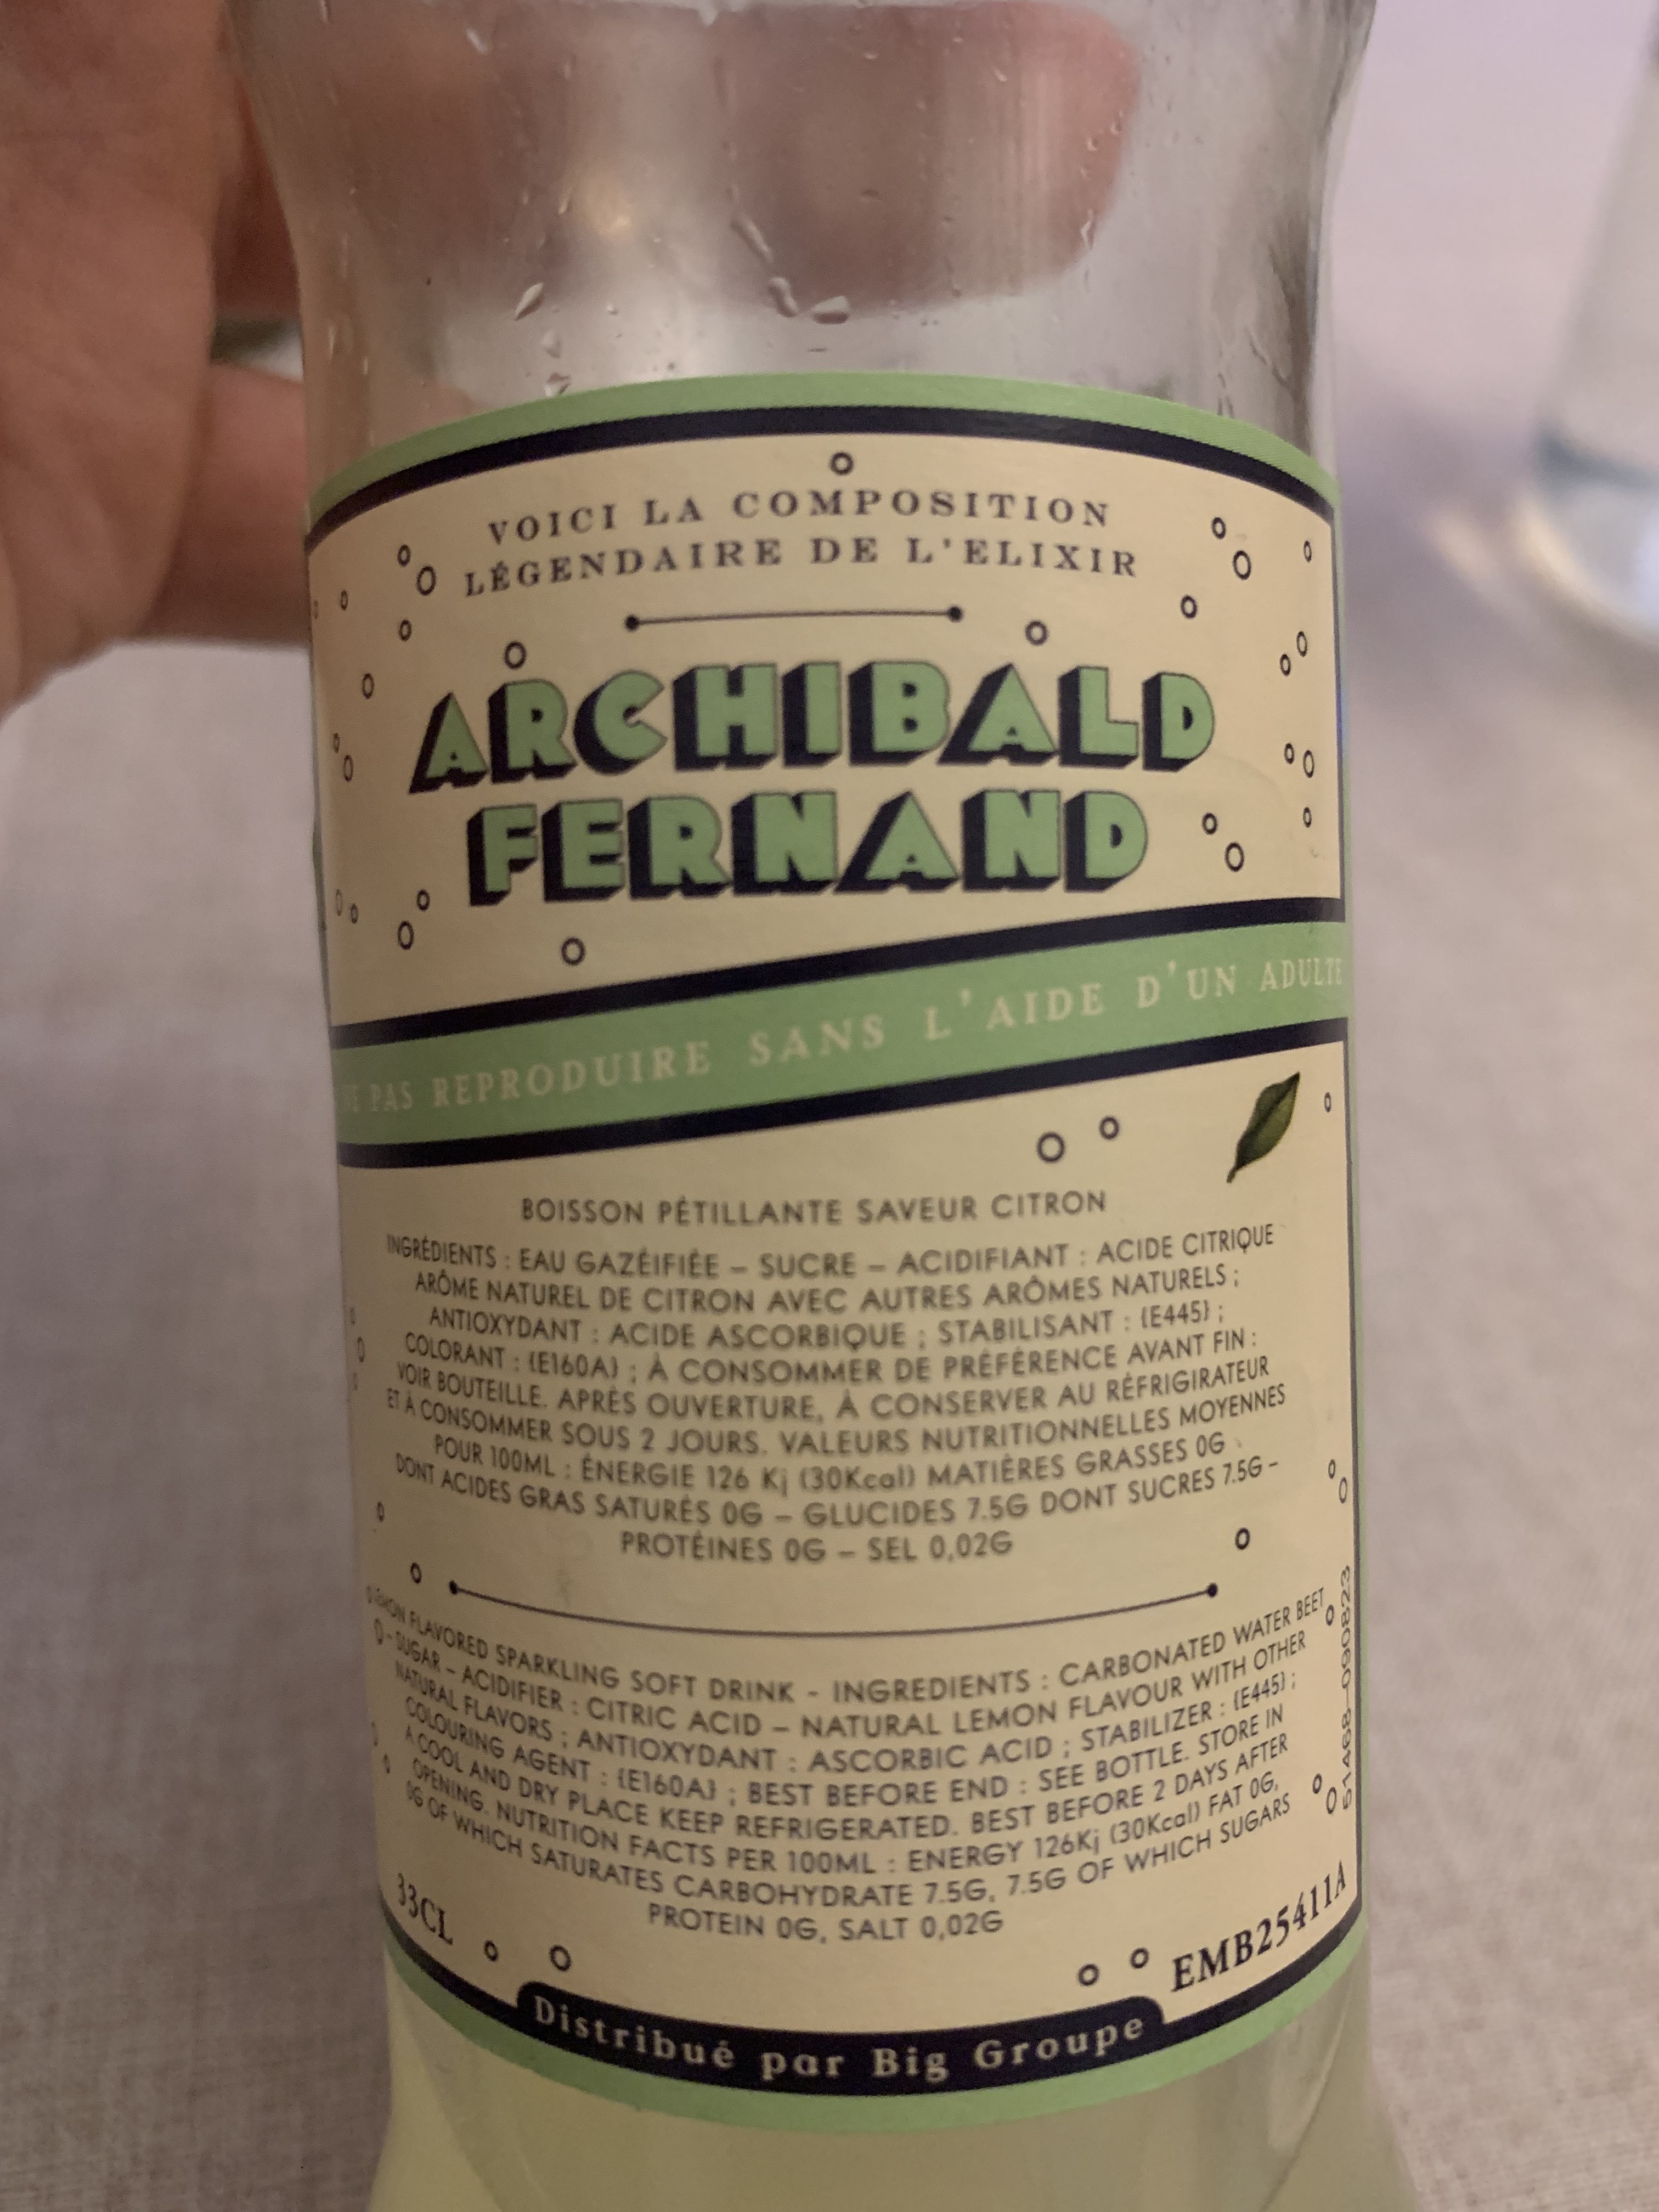 VOICI LA COMPOSITION
LÉGENDAIRE DE L'ELIXIR
ARCHIBALD
FERNAND
NE PAS REPRODUIRE SANS L'AIDE D'UN ADULTE
BOISSON PÉTILLANTE SAVEUR CITRON
INGRÉDIENTS : EAU GAZÉIFIÉE – SUCRE – ACIDIFIANT : ACIDE CITRIQUE
ARÔME NATUREL DE CITRON AVEC AUTRES ARÔMES NATURELS ;
ANTIOXYDANT : ACIDE ASCORBIQUE ; STABILISANT : (E445) ;
COLORANT : (E160A) ; À CONSOMMER DE PRÉFÉRENCE AVANT FIN :
VOIR BOUTEILLE. APRÈS OUVERTURE, À CONSERVER AU RÉFRIGIRATEUR
ET À CONSOMMER SOUS 2 JOURS. VALEURS NUTRITIONNELLES MOYENNES
POUR 100ML : ÉNERGIE 126 Kj (30Kcal) MATIÈRES GRASSES 0G
DONT ACIDES GRAS SATURÉS 0G – GLUCIDES 7.5G DONT SUCRES 7.5G –
PROTÉINES 0G – SEL 0,02G
LEMON FLAVORED SPARKLING SOFT DRINK - INGREDIENTS : CARBONATED WATER BEET
- SUGAR – ACIDIFIER : CITRIC ACID – NATURAL LEMON FLAVOUR WITH OTHER
NATURAL FLAVORS ; ANTIOXYDANT : ASCORBIC ACID ; STABILIZER : (E445) ;
COLOURING AGENT : (E160A) ; BEST BEFORE END : SEE BOTTLE. STORE IN
A COOL AND DRY PLACE KEEP REFRIGERATED. BEST BEFORE 2 DAYS AFTER
OPENING. NUTRITION FACTS PER 100ML : ENERGY 126Kj (30Kcal) FAT 0G,
0G OF WHICH SATURATES CARBOHYDRATE 7.5G, 7.5G OF WHICH SUGARS
PROTEIN 0G, SALT 0,02G
51468-090823
33CL
EMB25411A
Distribué par Big Groupe